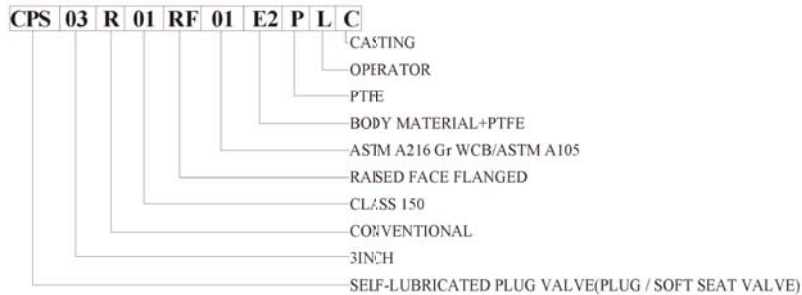 CPS 03 R 01 RF 01 E2 P L C
CASTING
OPERATOR
PTFE
BODY MATERIAL+PTFE
ASTM A216 Gr WCB/ASTM A105
RAISED FACE FLANGED
CLASS 150
CONVENTIONAL
3INCH
SELF-LUBRICATED PLUG VALVE(PLUG / SOFT SEAT VALVE)